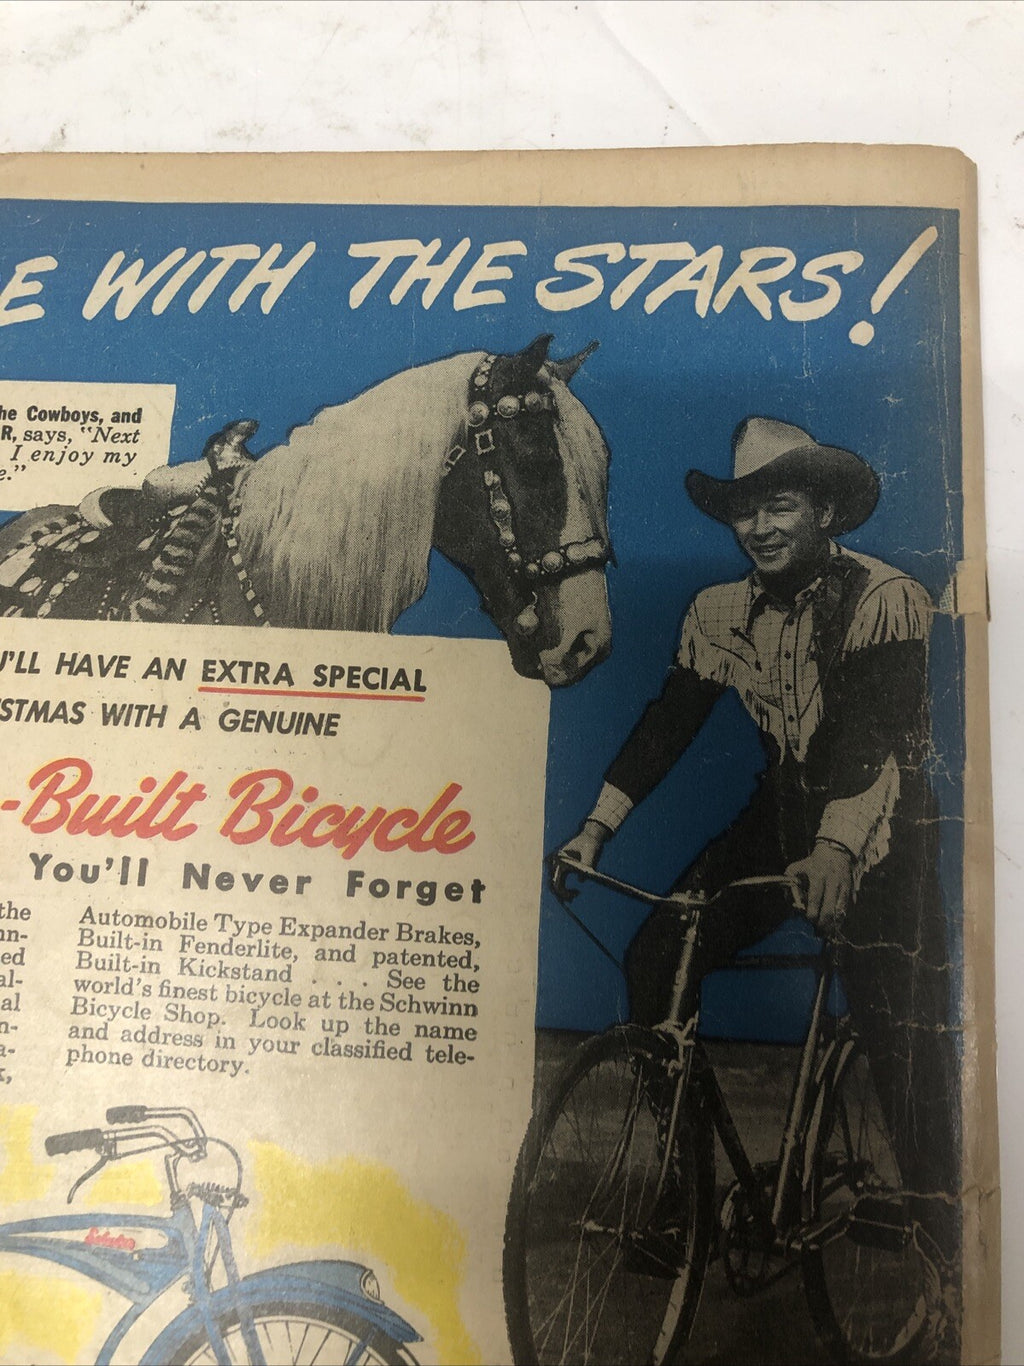 E WITH THE STARS!
he Cowboys, and
R, says, "Next
I enjoy my
e."
U'LL HAVE AN EXTRA SPECIAL
STMAS WITH A GENUINE
-Built Bicycle
You'll Never Forget
the
nn-
ed
al-
al
n-
a-
k,
Automobile Type Expander Brakes,
Built-in Fenderlite, and patented,
Built-in Kickstand . . . . See the
world's finest bicycle at the Schwinn
Bicycle Shop. Look up the name
and address in your classified tele-
phone directory.
Schwinn